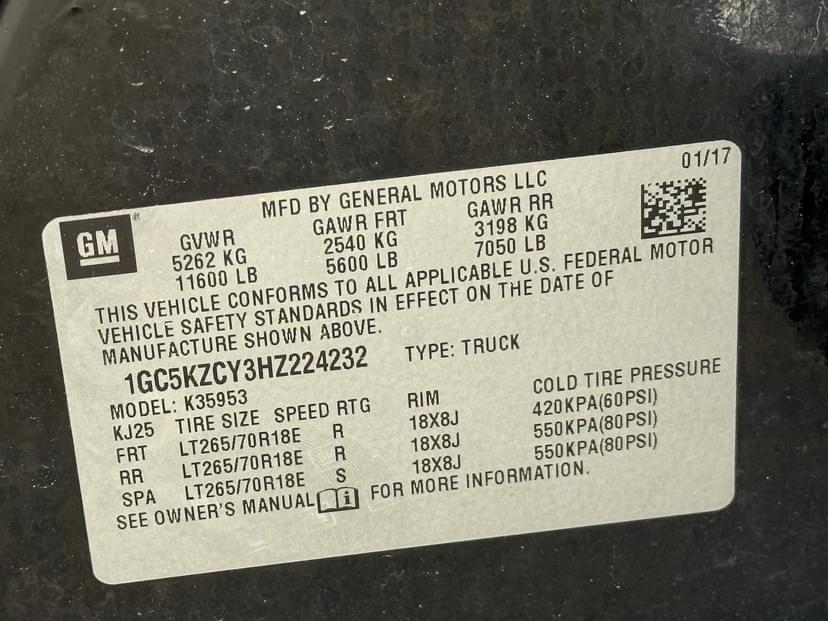 01/17
MFD BY GENERAL MOTORS LLC
GM®
GVWR GAWR FRT GAWR RR
5262 KG 2540 KG 3198 KG
11600 LB 5600 LB 7050 LB
THIS VEHICLE CONFORMS TO ALL APPLICABLE U.S. FEDERAL MOTOR
VEHICLE SAFETY STANDARDS IN EFFECT ON THE DATE OF
MANUFACTURE SHOWN ABOVE.
1GC5KZCY3HZ224232 TYPE: TRUCK
MODEL: K35953
KJ25 TIRE SIZE SPEED RTG RIM COLD TIRE PRESSURE
FRT LT265/70R18E R 18X8J 420KPA(60PSI)
RR LT265/70R18E R 18X8J 550KPA(80PSI)
SPA LT265/70R18E S 18X8J 550KPA(80PSI)
SEE OWNER'S MANUAL i FOR MORE INFORMATION.